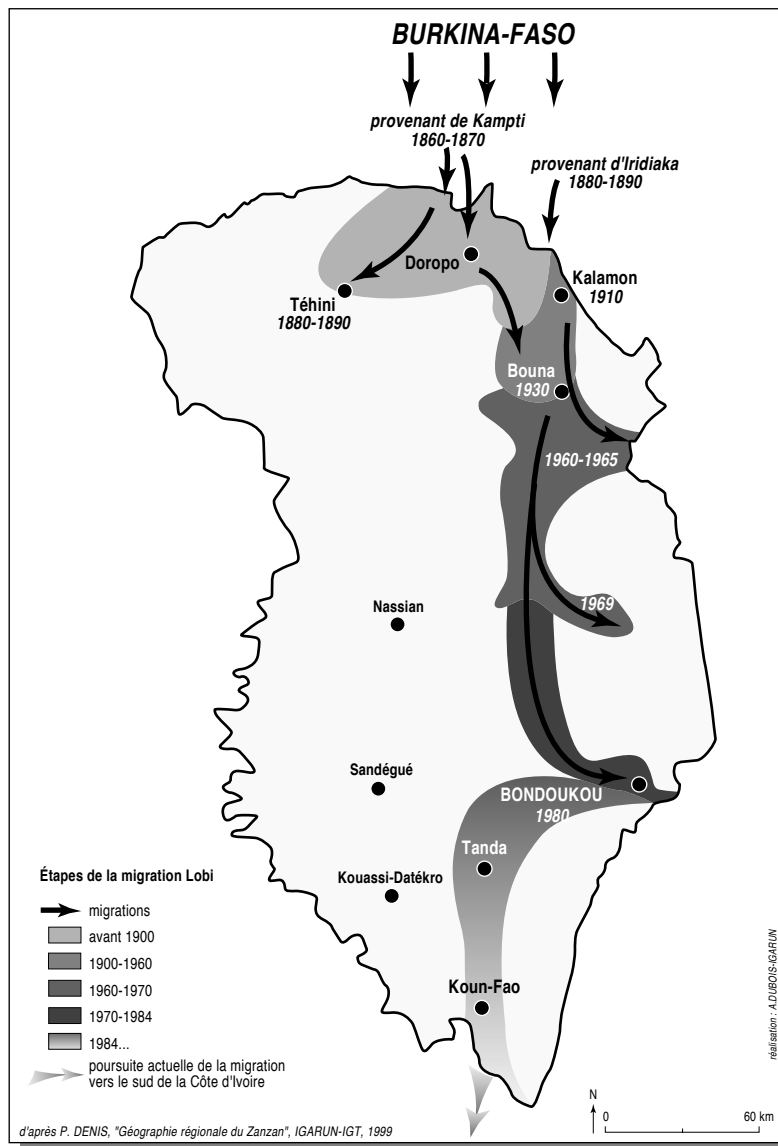 BURKINA-FASO
provenant de Kampti
1860-1870
provenant d'Iridiaka
1880-1890
Doropo
Kalamon
1910
Téhini
1880-1890
Bouna
1930
1960-1965
1969
Nassian
Sandégué
BONDOUKOU
1980
Tanda
Kouassi-Datékro
Koun-Fao
Étapes de la migration Lobi
migrations
avant 1900
1900-1960
1960-1970
1970-1984
1984...
poursuite actuelle de la migration
vers le sud de la Côte d'Ivoire
d'après P. DENIS, "Géographie régionale du Zanzan", IGARUN-IGT, 1999
N
0 60 km
réalisation : A.DUBOIS-IGARUN